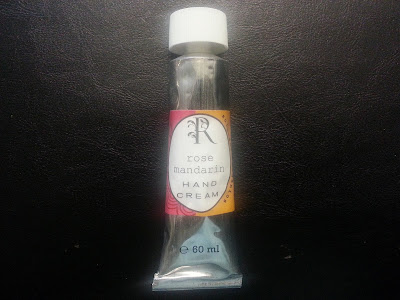 R
rose
mandarin
HAND
CREAM
℮ 60 ml